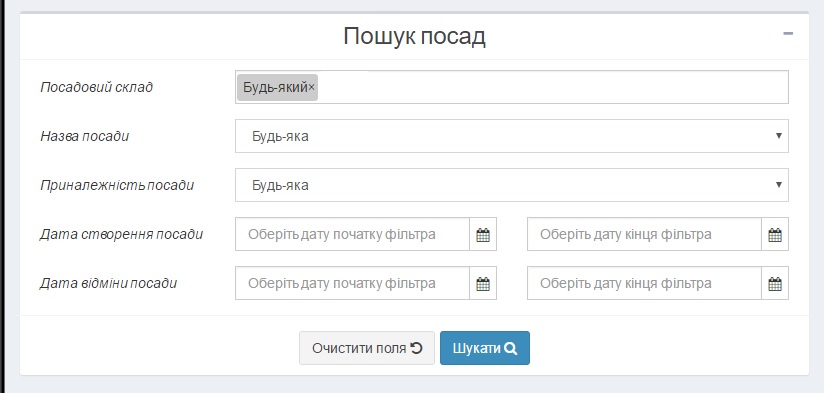 Пошук посад
Посадовий склад
Будь-який×
Назва посади
Будь-яка
Приналежність посади
Будь-яка
Дата створення посади
Оберіть дату початку фільтра
Оберіть дату кінця фільтра
Дата відміни посади
Оберіть дату початку фільтра
Оберіть дату кінця фільтра
Очистити поля
Шукати